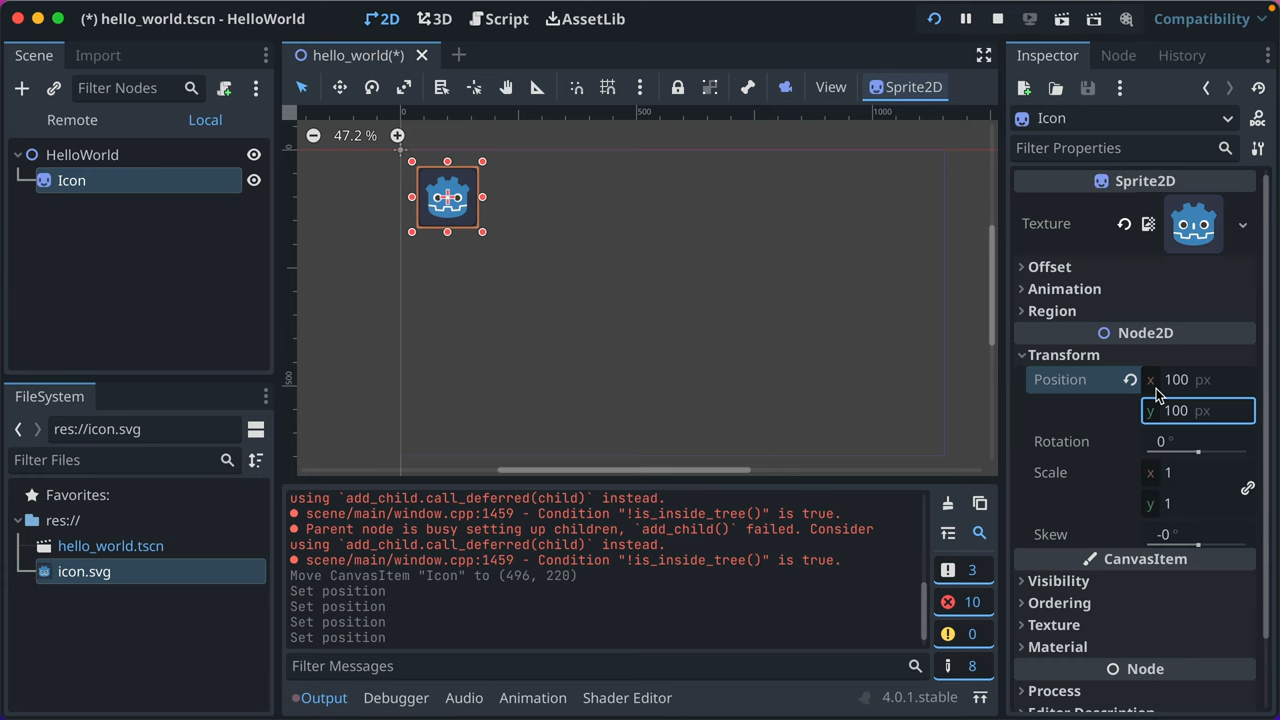 (*) hello_world.tscn - HelloWorld
2D
3D
Script
AssetLib
Compatibility
Scene
Import
Filter Nodes
Remote
Local
HelloWorld
Icon
FileSystem
res://icon.svg
Filter Files
Favorites:
res://
hello_world.tscn
icon.svg
hello_world(*)
View
Sprite2D
0
500
1000
0
500
47.2 %
using `add_child.call_deferred(child)` instead.
scene/main/window.cpp:1459 - Condition "!is_inside_tree()" is true.
Parent node is busy setting up children, `add_child()` failed. Consider
using `add_child.call_deferred(child)` instead.
scene/main/window.cpp:1459 - Condition "!is_inside_tree()" is true.
Move CanvasItem "Icon" to (496, 220)
Set position
Set position
Set position
Set position
Filter Messages
3
10
0
8
Output
Debugger
Audio
Animation
Shader Editor
4.0.1.stable
Inspector
Node
History
Icon
Filter Properties
Sprite2D
Texture
Offset
Animation
Region
Node2D
Transform
Position
x 100 px
y 100 px
Rotation
0 °
Scale
x 1
y 1
Skew
-0 °
CanvasItem
Visibility
Ordering
Texture
Material
Node
Process
Editor Description